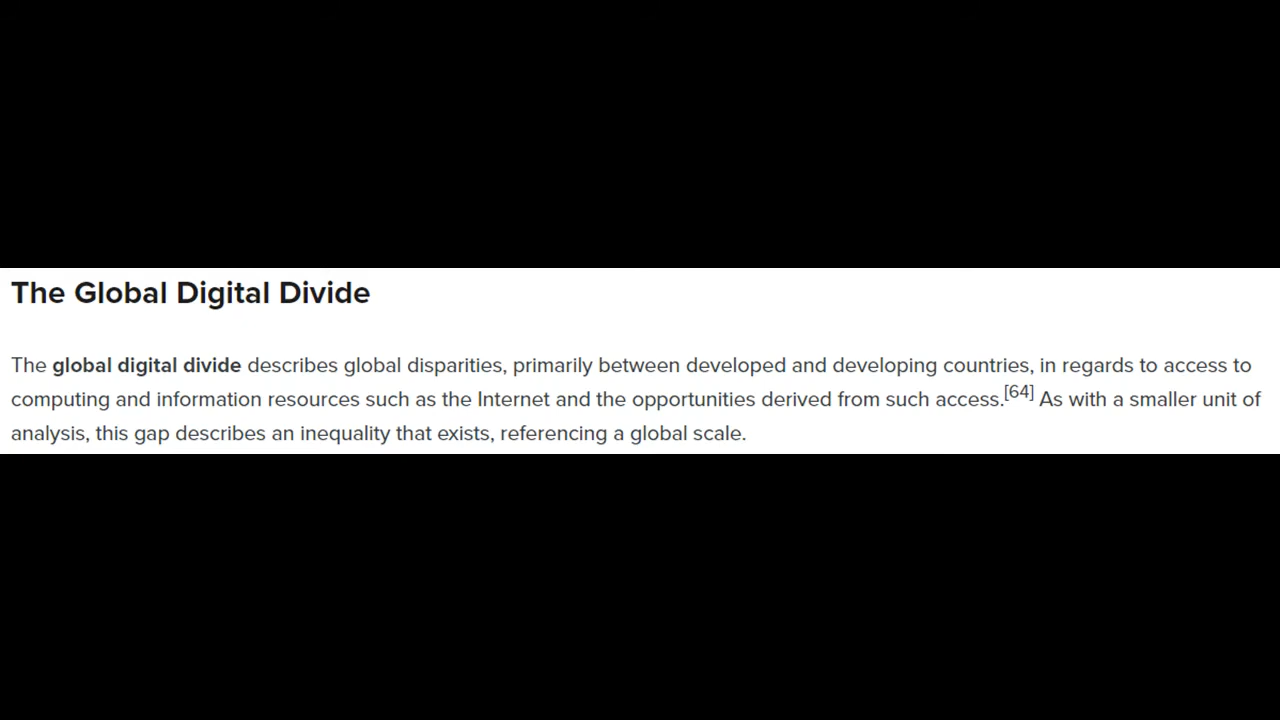 The Global Digital Divide
The global digital divide describes global disparities, primarily between developed and developing countries, in regards to access to
computing and information resources such as the Internet and the opportunities derived from such access.[64] As with a smaller unit of
analysis, this gap describes an inequality that exists, referencing a global scale.